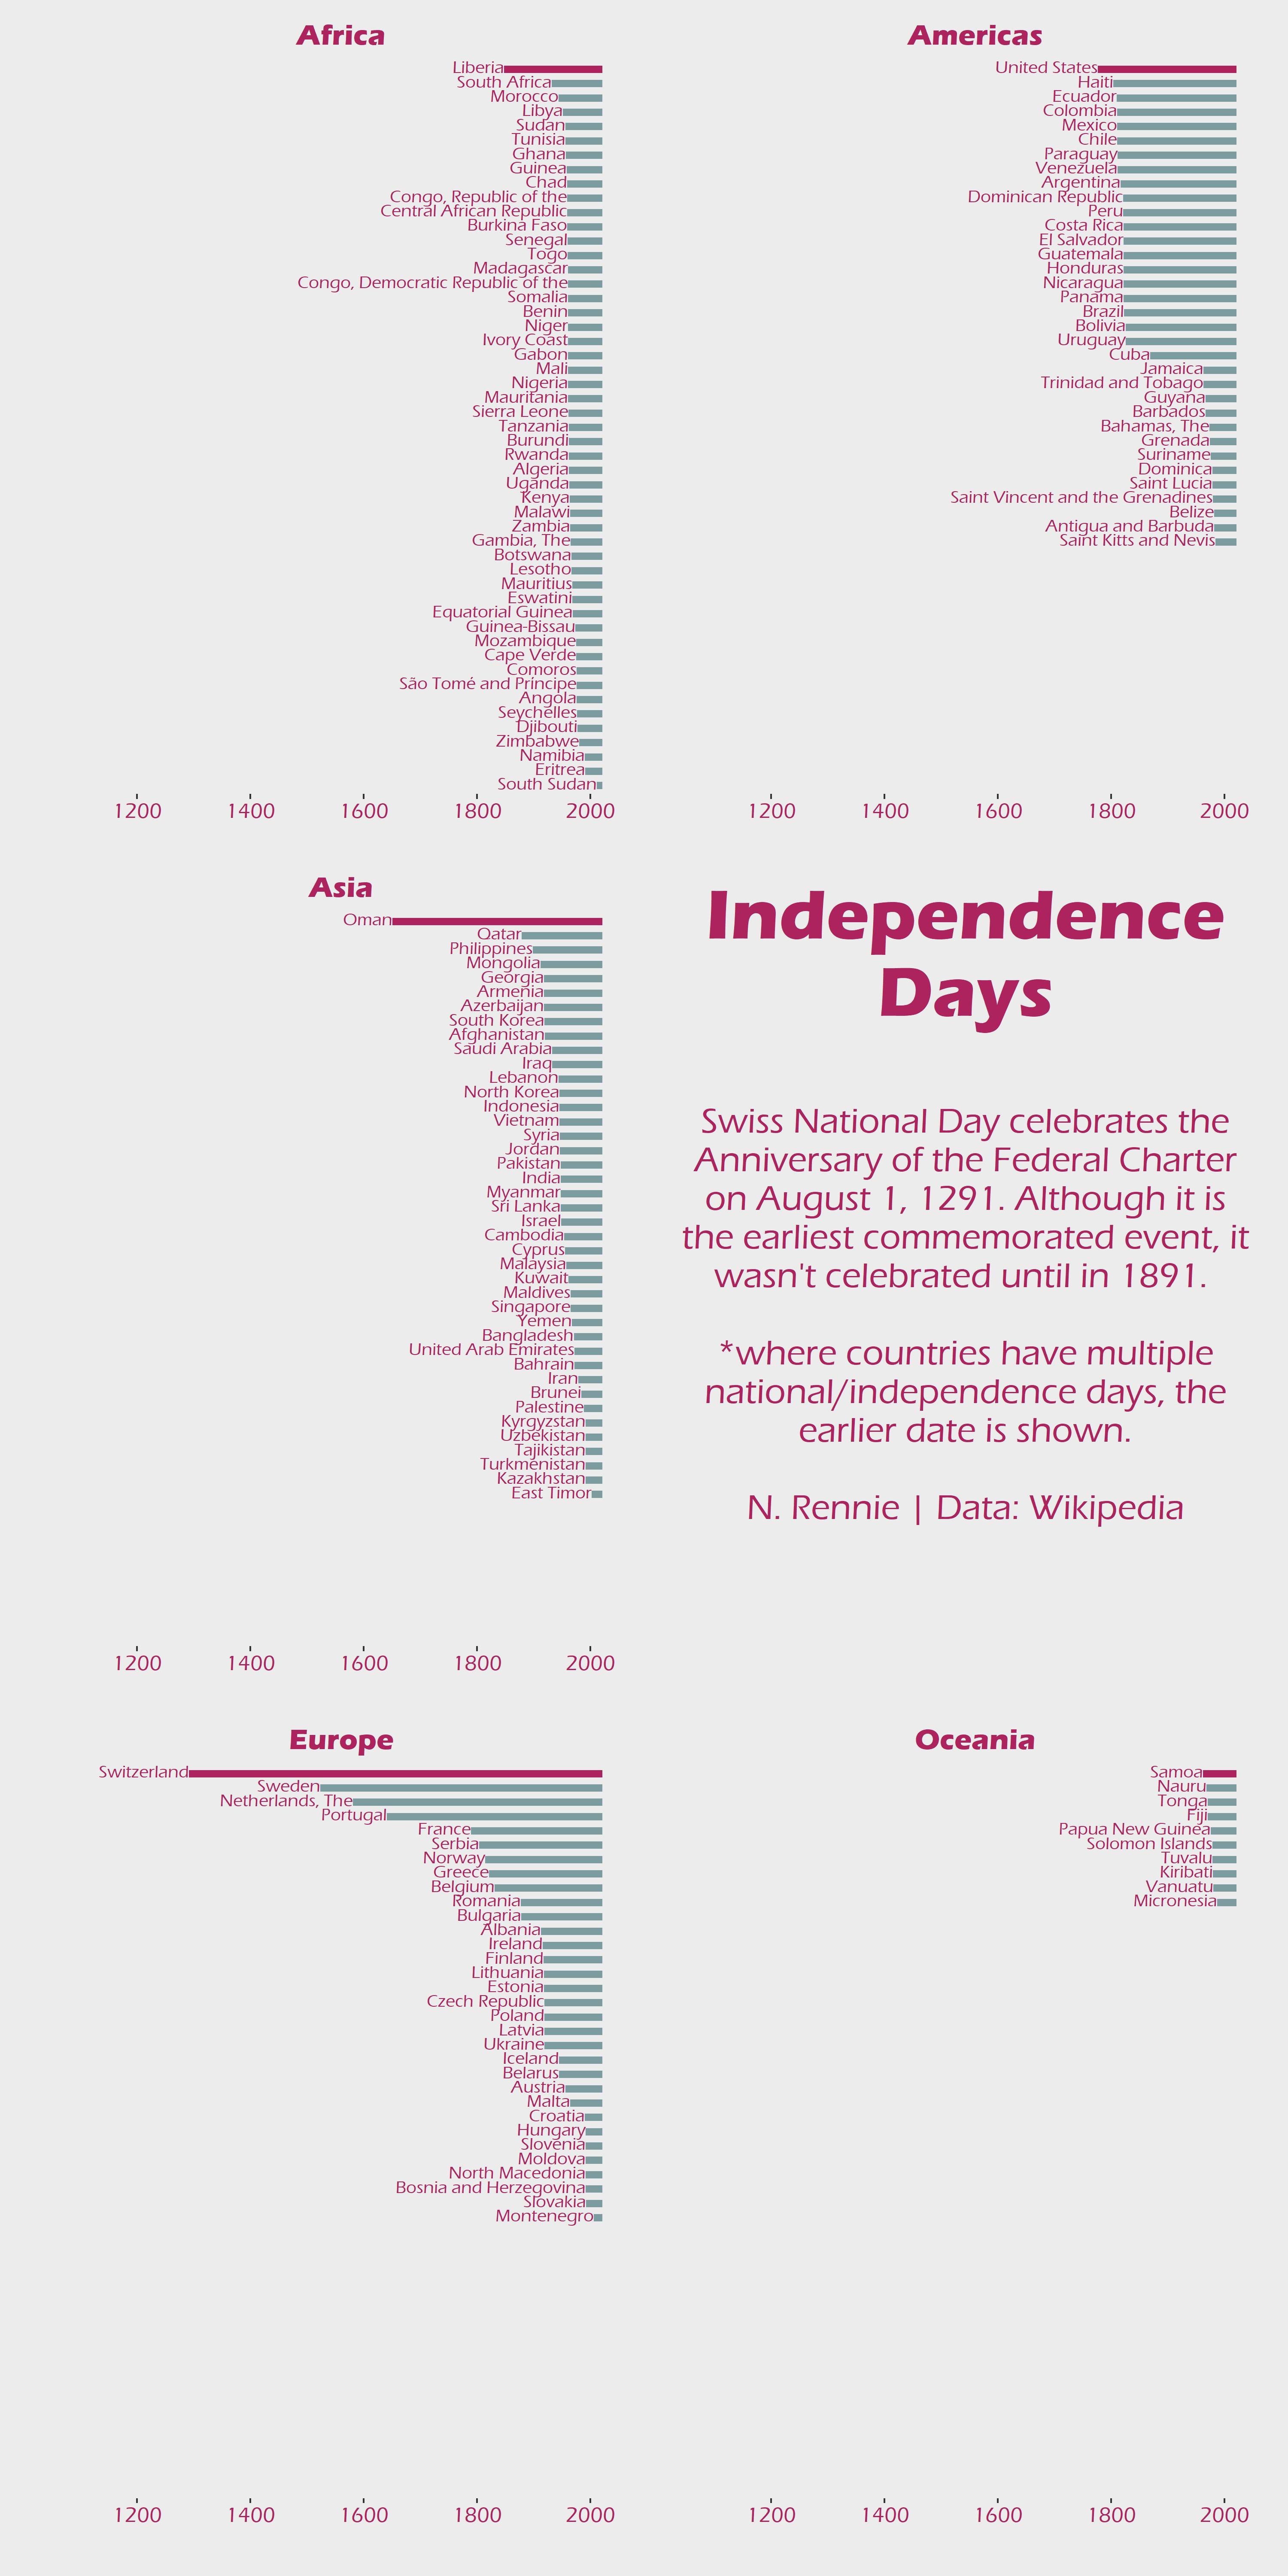 Africa
Liberia
South Africa
Morocco
Libya
Sudan
Tunisia
Ghana
Guinea
Chad
Congo, Republic of the
Central African Republic
Burkina Faso
Senegal
Togo
Madagascar
Congo, Democratic Republic of the
Somalia
Benin
Niger
Ivory Coast
Gabon
Mali
Nigeria
Mauritania
Sierra Leone
Tanzania
Burundi
Rwanda
Algeria
Uganda
Kenya
Malawi
Zambia
Gambia, The
Botswana
Lesotho
Mauritius
Eswatini
Equatorial Guinea
Guinea-Bissau
Mozambique
Cape Verde
Comoros
São Tomé and Príncipe
Angola
Seychelles
Djibouti
Zimbabwe
Namibia
Eritrea
South Sudan
1200 1400 1600 1800 2000
Americas
United States
Haiti
Ecuador
Colombia
Mexico
Chile
Paraguay
Venezuela
Argentina
Dominican Republic
Peru
Costa Rica
El Salvador
Guatemala
Honduras
Nicaragua
Panama
Brazil
Bolivia
Uruguay
Cuba
Jamaica
Trinidad and Tobago
Guyana
Barbados
Bahamas, The
Grenada
Suriname
Dominica
Saint Lucia
Saint Vincent and the Grenadines
Belize
Antigua and Barbuda
Saint Kitts and Nevis
1200 1400 1600 1800 2000
Asia
Oman
Qatar
Philippines
Mongolia
Georgia
Armenia
Azerbaijan
South Korea
Afghanistan
Saudi Arabia
Iraq
Lebanon
North Korea
Indonesia
Vietnam
Syria
Jordan
Pakistan
India
Myanmar
Sri Lanka
Israel
Cambodia
Cyprus
Malaysia
Kuwait
Maldives
Singapore
Yemen
Bangladesh
United Arab Emirates
Bahrain
Iran
Brunei
Palestine
Kyrgyzstan
Uzbekistan
Tajikistan
Turkmenistan
Kazakhstan
East Timor
1200 1400 1600 1800 2000
Independence
Days
Swiss National Day celebrates the
Anniversary of the Federal Charter
on August 1, 1291. Although it is
the earliest commemorated event, it
wasn't celebrated until in 1891.
*where countries have multiple
national/independence days, the
earlier date is shown.
N. Rennie | Data: Wikipedia
Europe
Switzerland
Sweden
Netherlands, The
Portugal
France
Serbia
Norway
Greece
Belgium
Romania
Bulgaria
Albania
Ireland
Finland
Lithuania
Estonia
Czech Republic
Poland
Latvia
Ukraine
Iceland
Belarus
Austria
Malta
Croatia
Hungary
Slovenia
Moldova
North Macedonia
Bosnia and Herzegovina
Slovakia
Montenegro
1200 1400 1600 1800 2000
Oceania
Samoa
Nauru
Tonga
Fiji
Papua New Guinea
Solomon Islands
Tuvalu
Kiribati
Vanuatu
Micronesia
1200 1400 1600 1800 2000